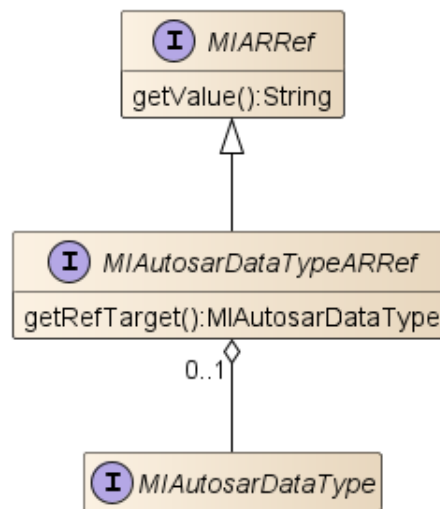 I MIARRef
getValue():String
I MIAutosarDataTypeARRef
getRefTarget():MIAutosarDataType
0..1
I MIAutosarDataType